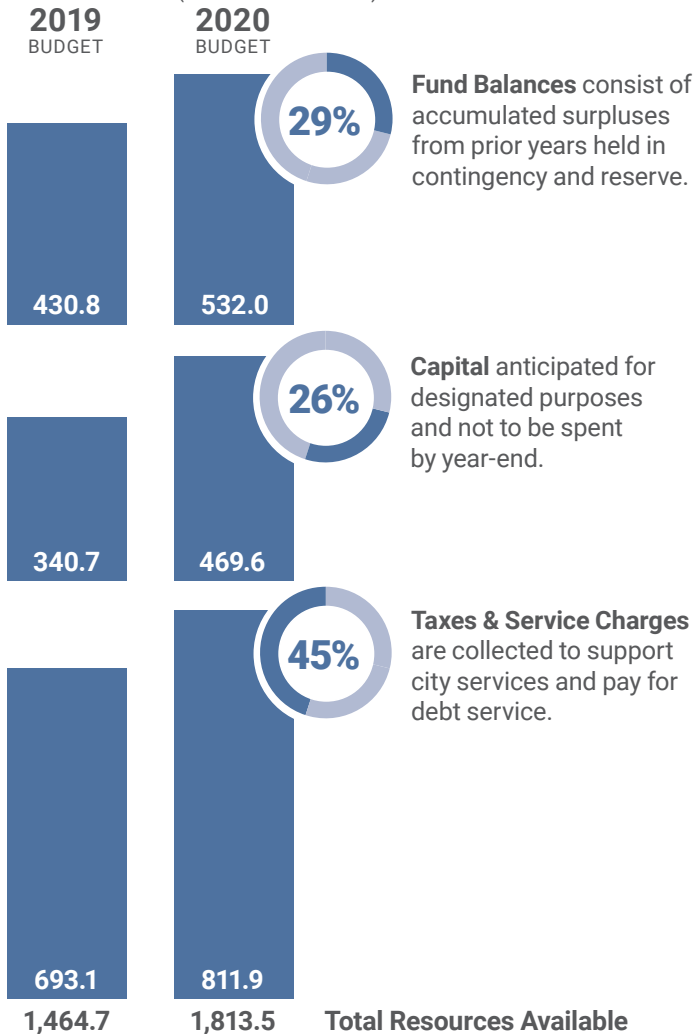 2019
BUDGET
2020
BUDGET
29%
Fund Balances consist of
accumulated surpluses
from prior years held in
contingency and reserve.
430.8
532.0
26%
Capital anticipated for
designated purposes
and not to be spent
by year-end.
340.7
469.6
45%
Taxes & Service Charges
are collected to support
city services and pay for
debt service.
693.1
811.9
1,464.7
1,813.5
Total Resources Available